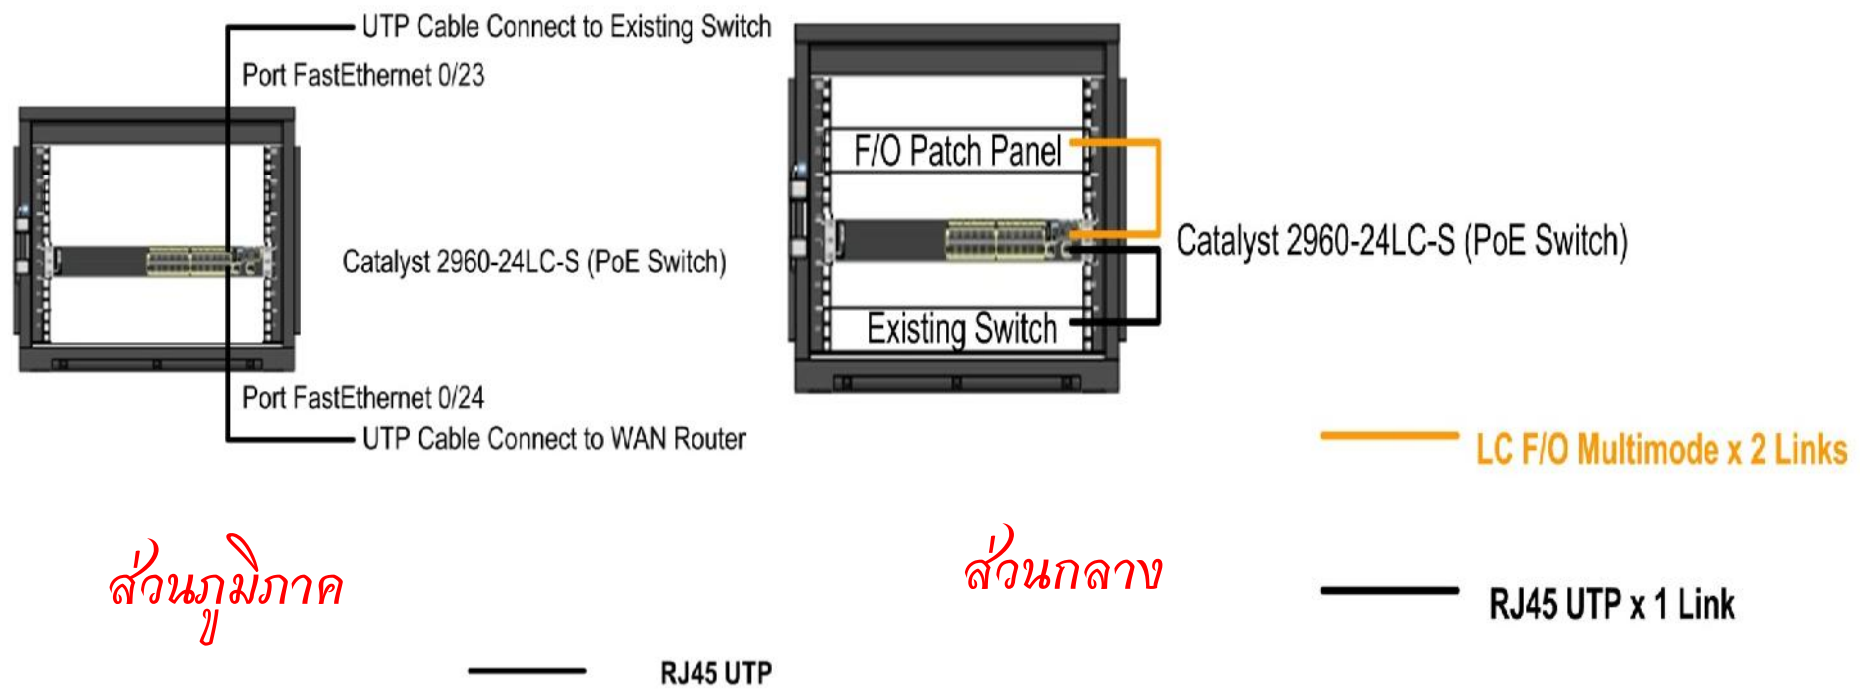 UTP Cable Connect to Existing Switch
Port FastEthernet 0/23
Catalyst 2960-24LC-S (PoE Switch)
Port FastEthernet 0/24
UTP Cable Connect to WAN Router
ส่วนภูมิภาค
RJ45 UTP
F/O Patch Panel
Catalyst 2960-24LC-S (PoE Switch)
Existing Switch
LC F/O Multimode x 2 Links
ส่วนกลาง
RJ45 UTP x 1 Link